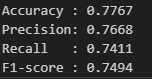 Accuracy : 0.7767
Precision: 0.7668
Recall   : 0.7411
F1-score : 0.7494